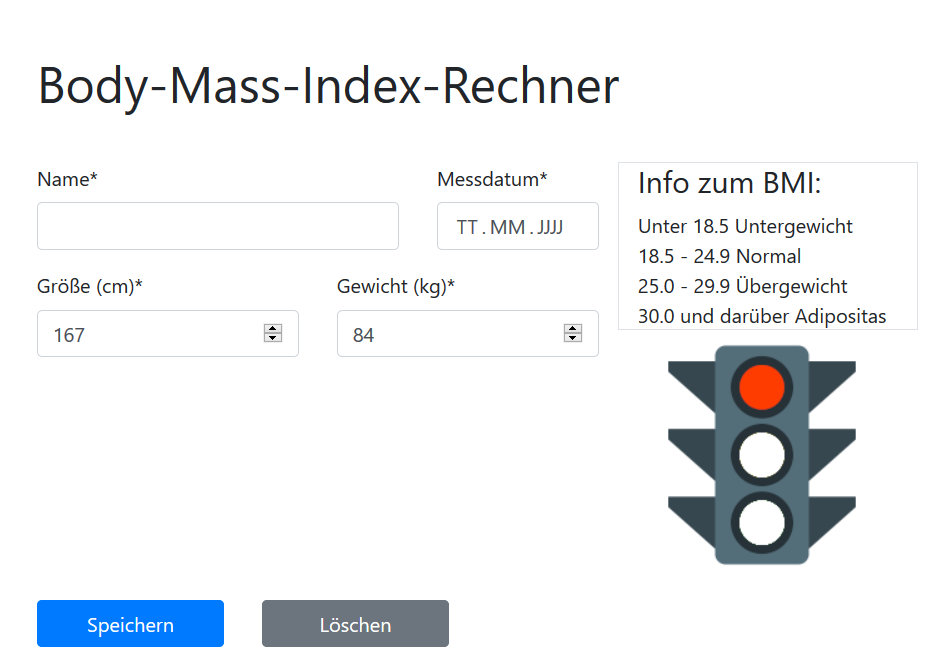 Body-Mass-Index-Rechner
Name*
Messdatum*
TT.MM.JJJJ
Größe (cm)*
Gewicht (kg)*
167
84
Info zum BMI:
Unter 18.5 Untergewicht
18.5 - 24.9 Normal
25.0 - 29.9 Übergewicht
30.0 und darüber Adipositas
Speichern
Löschen